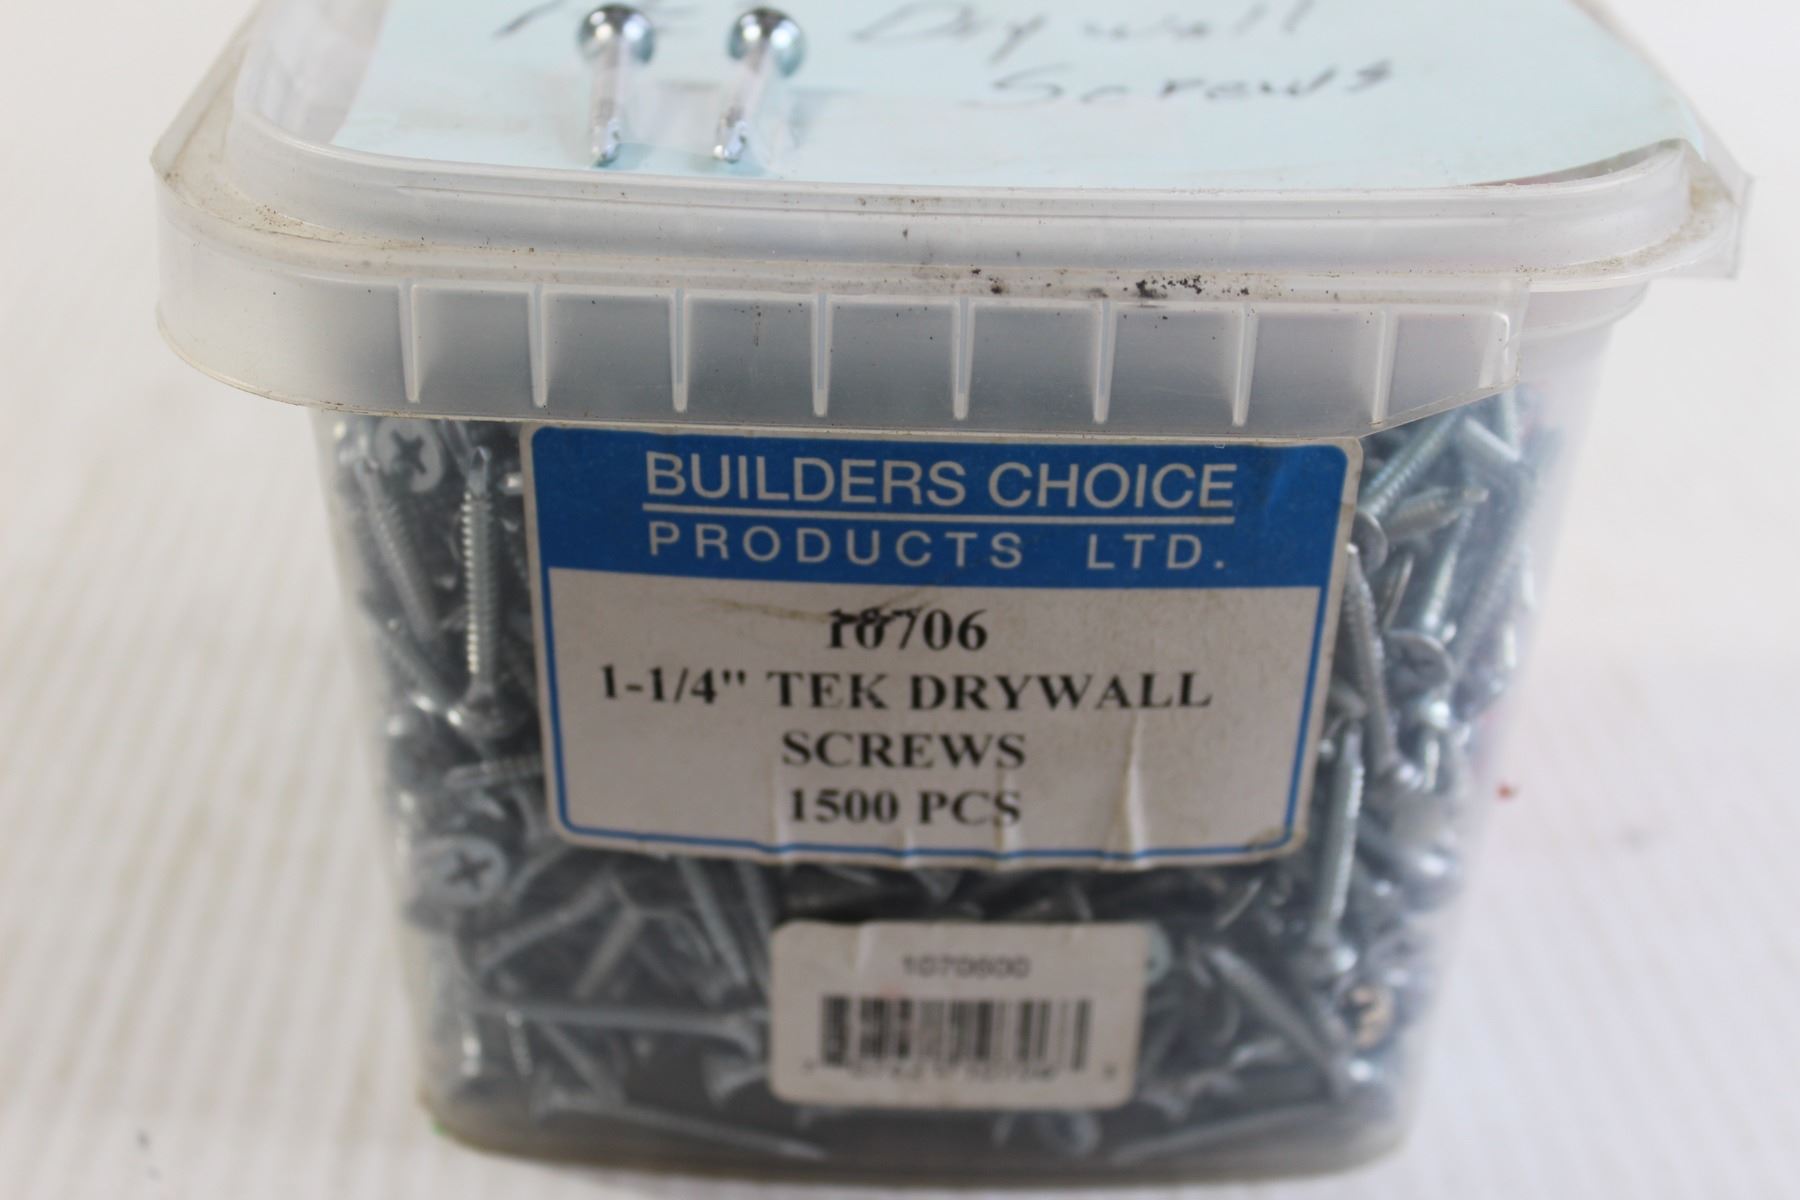 Drywall
Screws
BUILDERS CHOICE
PRODUCTS LTD.
10706
1-1/4" TEK DRYWALL
SCREWS
1500 PCS
1070600